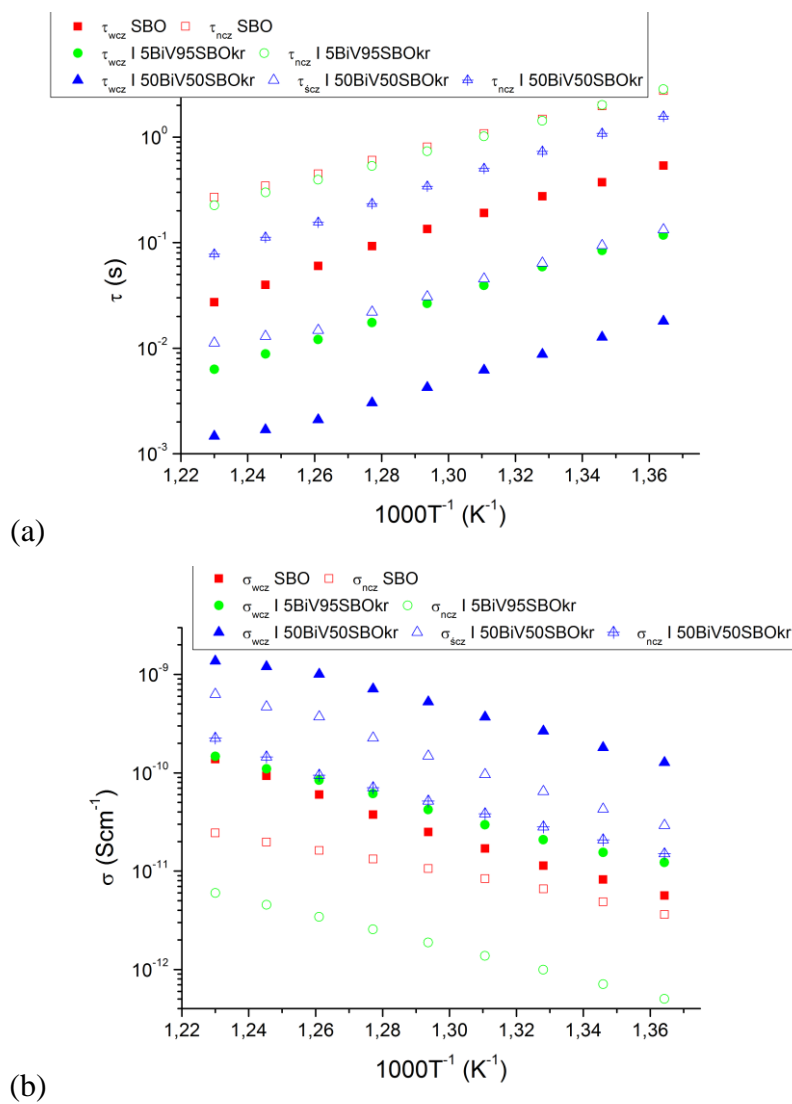 τwcz SBO τncz SBO
τwcz I 5BiV95SBOkr τncz I 5BiV95SBOkr
τwcz I 50BiV50SBOkr τścz I 50BiV50SBOkr τncz I 50BiV50SBOkr
10⁰
10⁻¹
10⁻²
10⁻³
τ (s)
1,22 1,24 1,26 1,28 1,30 1,32 1,34 1,36
1000T⁻¹ (K⁻¹)
(a)
σwcz SBO σncz SBO
σwcz I 5BiV95SBOkr σncz I 5BiV95SBOkr
σwcz I 50BiV50SBOkr σścz I 50BiV50SBOkr σncz I 50BiV50SBOkr
10⁻⁹
10⁻¹⁰
10⁻¹¹
10⁻¹²
σ (Scm⁻¹)
1,22 1,24 1,26 1,28 1,30 1,32 1,34 1,36
1000T⁻¹ (K⁻¹)
(b)